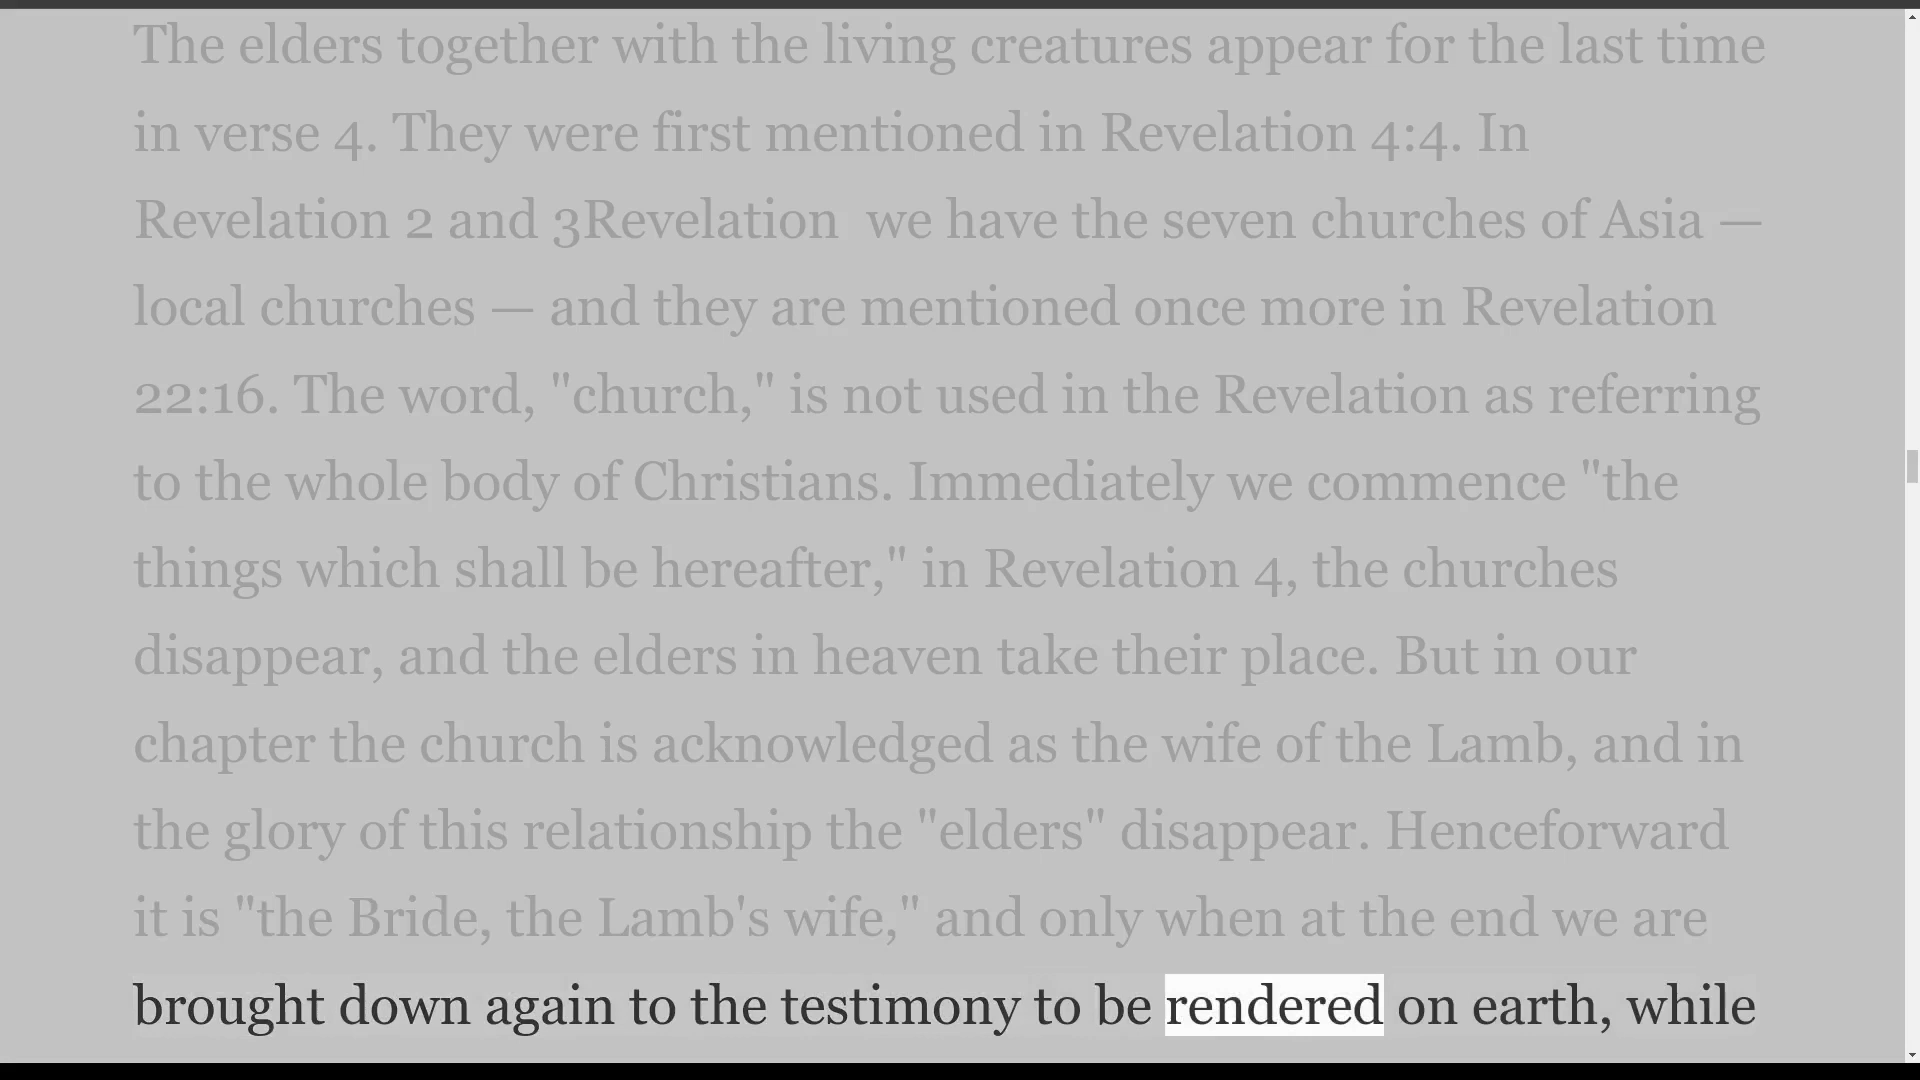 The elders together with the living creatures appear for the last time
in verse 4. They were first mentioned in Revelation 4:4. In
Revelation 2 and 3Revelation  we have the seven churches of Asia —
local churches — and they are mentioned once more in Revelation
22:16. The word, "church," is not used in the Revelation as referring
to the whole body of Christians. Immediately we commence "the
things which shall be hereafter," in Revelation 4, the churches
disappear, and the elders in heaven take their place. But in our
chapter the church is acknowledged as the wife of the Lamb, and in
the glory of this relationship the "elders" disappear. Henceforward
it is "the Bride, the Lamb's wife," and only when at the end we are
brought down again to the testimony to be rendered on earth, while